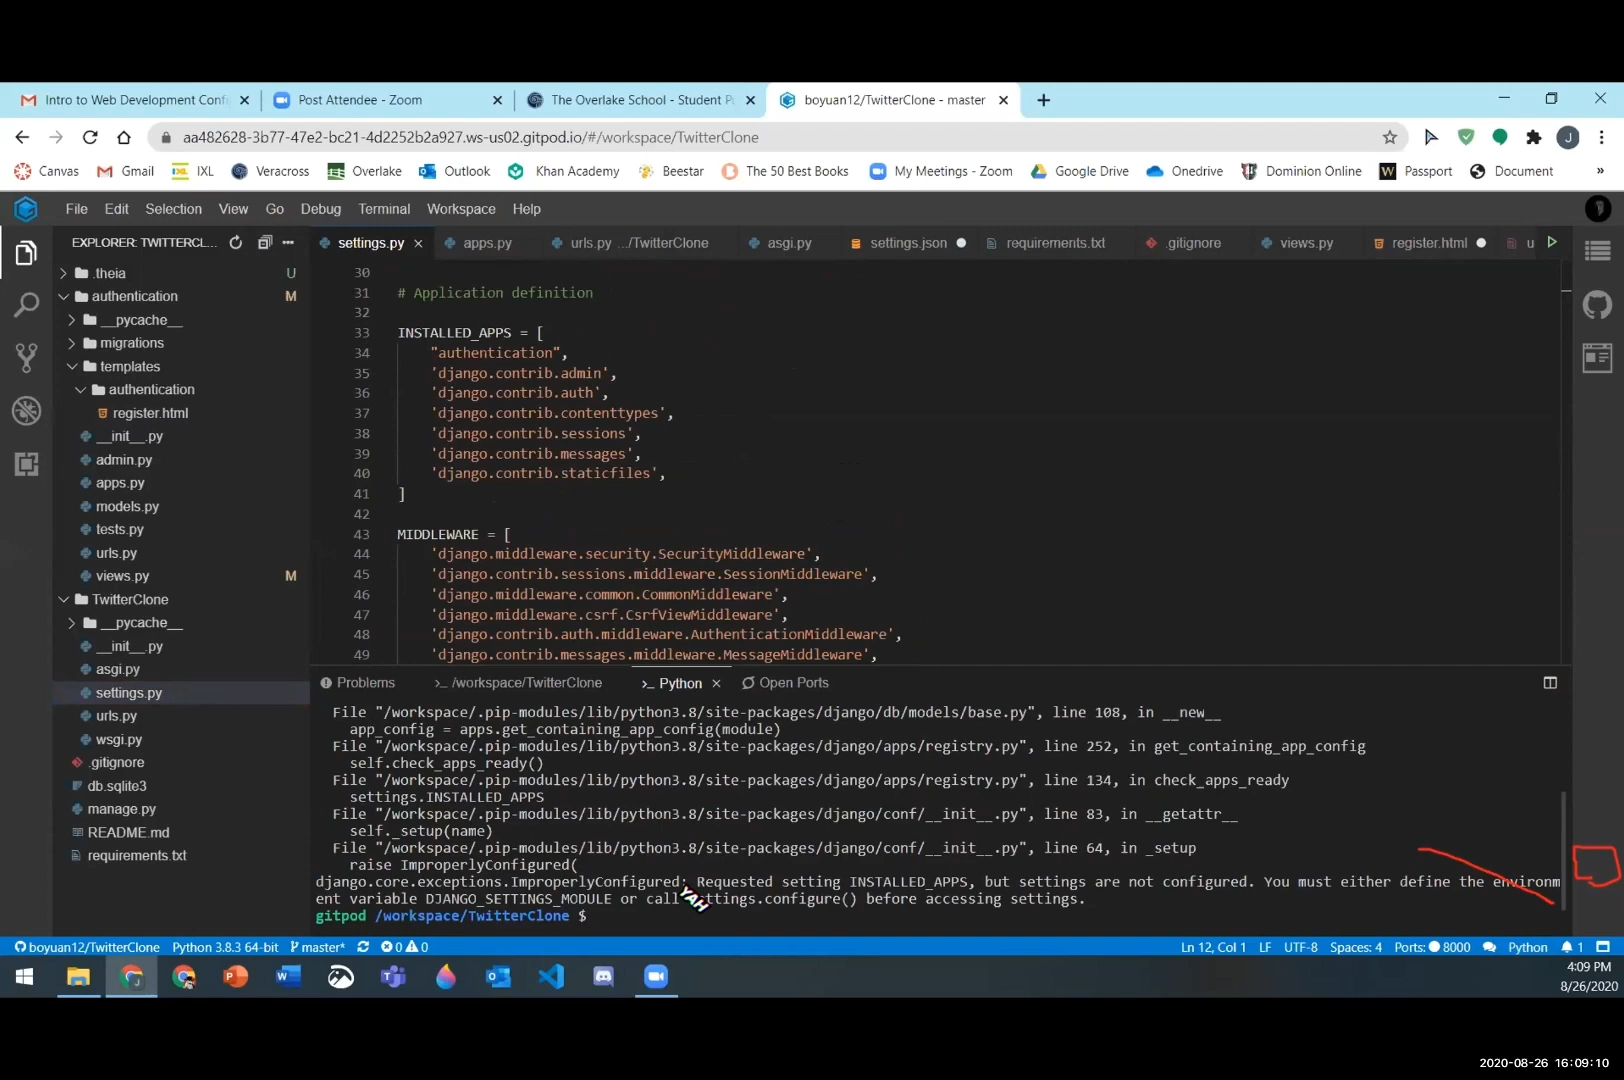 Intro to Web Development Conf
Post Attendee - Zoom
The Overlake School - Student P
boyuan12/TwitterClone - master
aa482628-3b77-47e2-bc21-4d2252b2a927.ws-us02.gitpod.io/#/workspace/TwitterClone
J
Canvas
Gmail
IXL
Veracross
Overlake
Outlook
Khan Academy
Beestar
The 50 Best Books
My Meetings - Zoom
Google Drive
Onedrive
Dominion Online
Passport
Document
»
File Edit Selection View Go Debug Terminal Workspace Help
EXPLORER: TWITTERCL...
settings.py
apps.py
urls.py .../TwitterClone
asgi.py
settings.json
requirements.txt
.gitignore
views.py
register.html
u
.theia U
authentication M
__pycache__
migrations
templates
authentication
register.html
__init__.py
admin.py
apps.py
models.py
tests.py
urls.py
views.py M
TwitterClone
__pycache__
__init__.py
asgi.py
settings.py
urls.py
wsgi.py
.gitignore
db.sqlite3
manage.py
README.md
requirements.txt
30
31 # Application definition
32
33 INSTALLED_APPS = [
34 "authentication",
35 'django.contrib.admin',
36 'django.contrib.auth',
37 'django.contrib.contenttypes',
38 'django.contrib.sessions',
39 'django.contrib.messages',
40 'django.contrib.staticfiles',
41 ]
42
43 MIDDLEWARE = [
44 'django.middleware.security.SecurityMiddleware',
45 'django.contrib.sessions.middleware.SessionMiddleware',
46 'django.middleware.common.CommonMiddleware',
47 'django.middleware.csrf.CsrfViewMiddleware',
48 'django.contrib.auth.middleware.AuthenticationMiddleware',
49 'django.contrib.messages.middleware.MessageMiddleware',
Problems
>_ /workspace/TwitterClone
>_ Python
Open Ports
File "/workspace/.pip-modules/lib/python3.8/site-packages/django/db/models/base.py", line 108, in __new__
app_config = apps.get_containing_app_config(module)
File "/workspace/.pip-modules/lib/python3.8/site-packages/django/apps/registry.py", line 252, in get_containing_app_config
self.check_apps_ready()
File "/workspace/.pip-modules/lib/python3.8/site-packages/django/apps/registry.py", line 134, in check_apps_ready
settings.INSTALLED_APPS
File "/workspace/.pip-modules/lib/python3.8/site-packages/django/conf/__init__.py", line 83, in __getattr__
self._setup(name)
File "/workspace/.pip-modules/lib/python3.8/site-packages/django/conf/__init__.py", line 64, in _setup
raise ImproperlyConfigured(
django.core.exceptions.ImproperlyConfigured: Requested setting INSTALLED_APPS, but settings are not configured. You must either define the environm
ent variable DJANGO_SETTINGS_MODULE or call ettings.configure() before accessing settings.
YAH
gitpod /workspace/TwitterClone $
boyuan12/TwitterClone Python 3.8.3 64-bit master* 0 0 Ln 12, Col 1 LF UTF-8 Spaces: 4 Ports: 8000 Python 1
4:09 PM
8/26/2020
2020-08-26 16:09:10